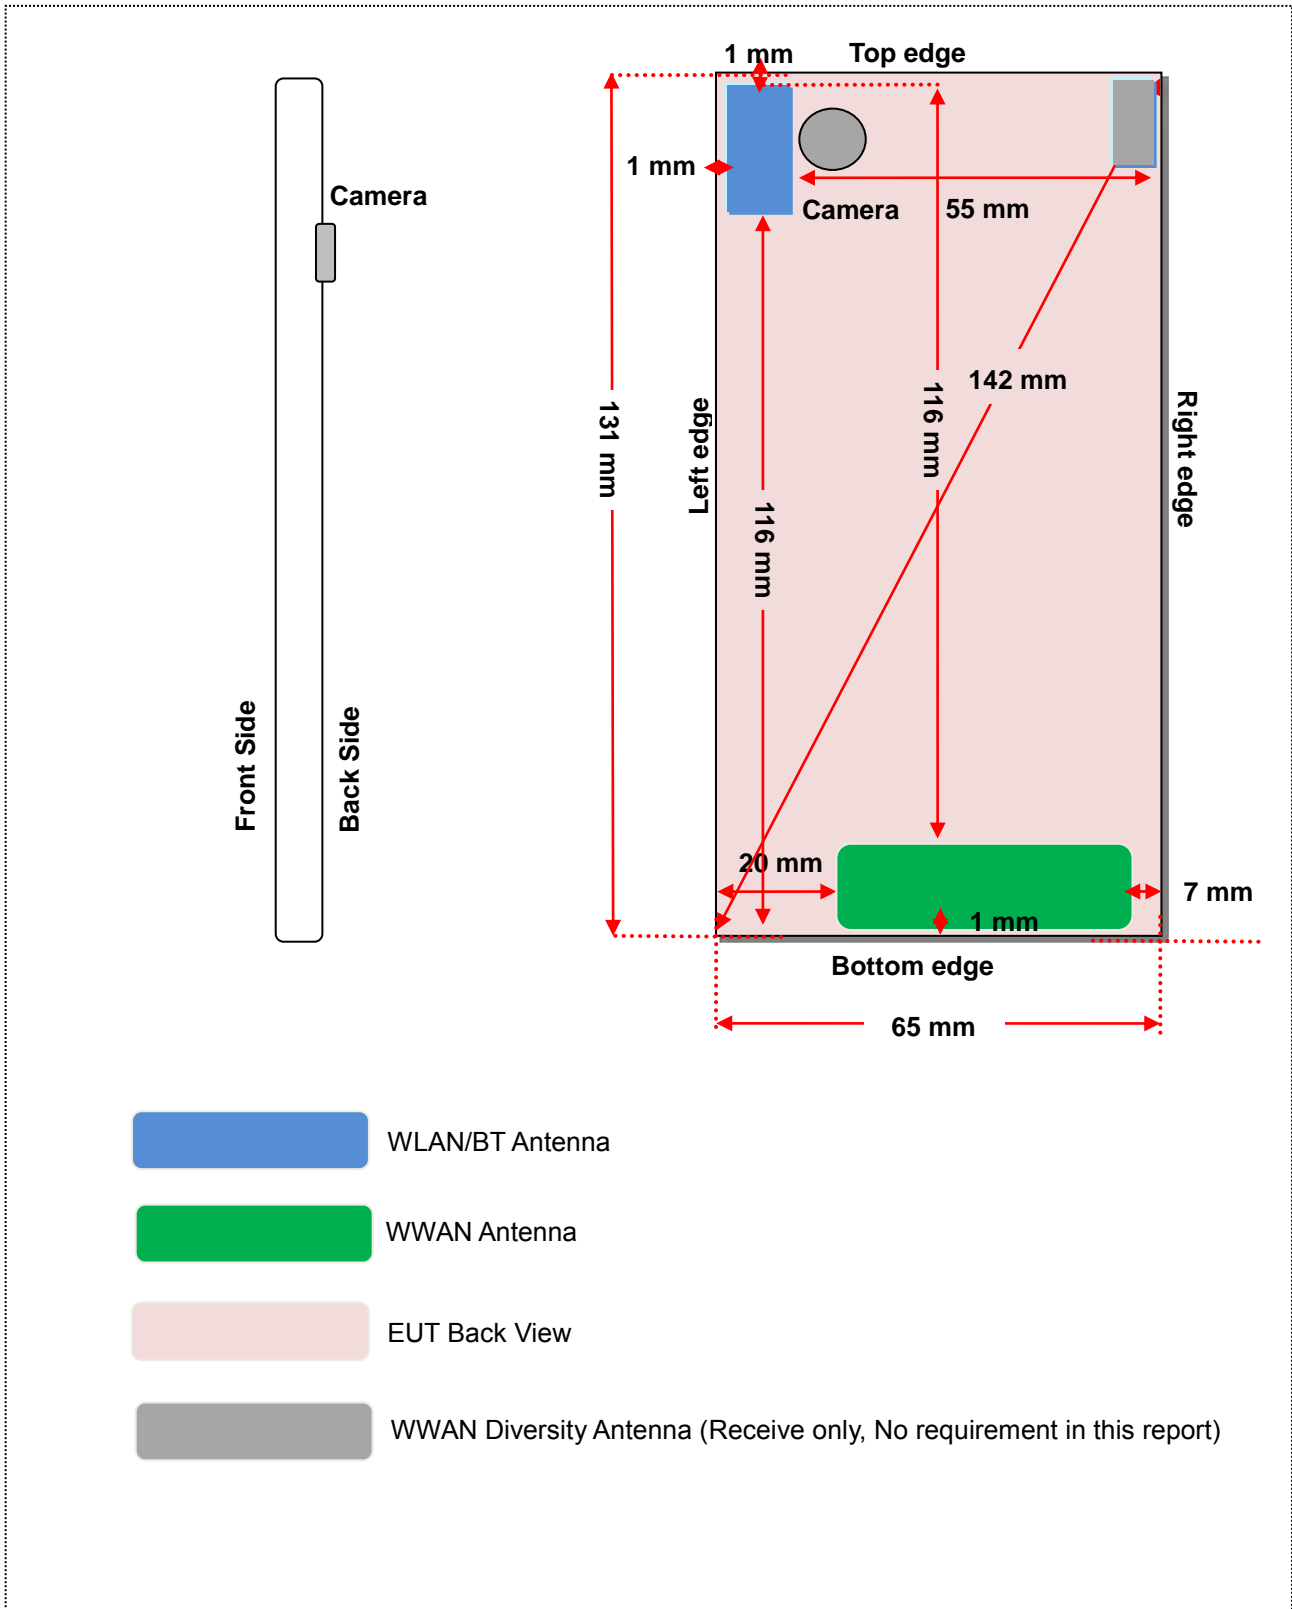 1 mm
Top edge
1 mm
Camera
Camera
55 mm
142 mm
131 mm
Left edge
116 mm
116 mm
Right edge
Front Side
Back Side
20 mm
7 mm
1 mm
Bottom edge
65 mm
WLAN/BT Antenna
WWAN Antenna
EUT Back View
WWAN Diversity Antenna (Receive only, No requirement in this report)